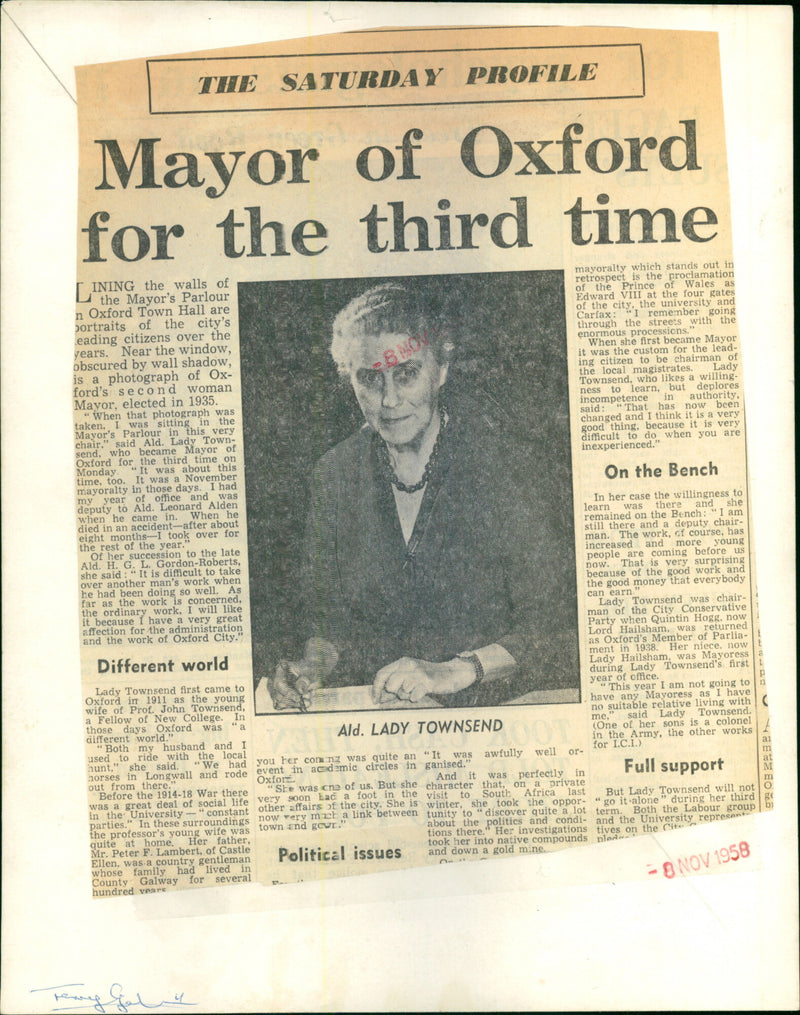 THE SATURDAY PROFILE
Mayor of Oxford
for the third time
LINING the walls of
the Mayor's Parlour
n Oxford Town Hall are
portraits of the city's
eading citizens over the
years. Near the window,
obscured by wall shadow,
is a photograph of Ox-
ford's second woman
Mayor, elected in 1935.
"When that photograph was
taken, I was sitting in the
Mayor's Parlour in this very
chair," said Ald. Lady Town-
send, who became Mayor of
Oxford for the third time on
Monday. "It was about this
time, too. It was a November
mayoralty in those days. I had
my year of office and was
deputy to Ald. Leonard Alden
when he came in. When he
died in an accident—after about
eight months—I took over for
the rest of the year."
Of her succession to the late
Ald. H. G. L. Gordon-Roberts,
she said: "It is difficult to take
over another man's work when
he had been doing so well. As
far as the work is concerned,
the ordinary work, I will like
it because I have a very great
affection for the administration
and the work of Oxford City."
Different world
Lady Townsend first came to
Oxford in 1911 as the young
wife of Prof. John Townsend,
a Fellow of New College. In
those days Oxford was "a
different world."
"Both my husband and I
used to ride with the local
hunt," she said. "We had
horses in Longwall and rode
out from there."
Before the 1914-18 War there
was a great deal of social life
in the University—"constant
parties." In these surroundings
the professor's young wife was
quite at home. Her father,
Mr. Peter F. Lambert, of Castle
Ellen, was a country gentleman
whose family had lived in
County Galway for several
hundred years
-8 NOV
Ald. LADY TOWNSEND
you her coming was quite an
event in academic circles in
Oxford.
"She was one of us. But she
very soon had a foot in the
other affairs of the city. She is
now very much a link between
town and gown."
Political issues
"It was awfully well or-
ganised."
And it was perfectly in
character that, on a private
visit to South Africa last
winter, she took the oppor-
tunity to "discover quite a lot
about the politics and condi-
tions there." Her investigations
took her into native compounds
and down a gold mine.
mayoralty which stands out in
retrospect is the proclamation
of the Prince of Wales as
Edward VIII at the four gates
of the city, the university and
Carfax: "I remember going
through the streets with the
enormous processions."
When she first became Mayor
it was the custom for the lead-
ing citizen to be chairman of
the local magistrates. Lady
Townsend, who likes a willing-
ness to learn, but deplores
incompetence in authority,
said: "That has now been
changed and I think it is a very
good thing, because it is very
difficult to do when you are
inexperienced."
On the Bench
In her case the willingness to
learn was there and she
remained on the Bench: "I am
still there and a deputy chair-
man. The work, of course, has
increased and more young
people are coming before us
now. That is very surprising
because of the good work and
the good money that everybody
can earn."
Lady Townsend was chair-
man of the City Conservative
Party when Quintin Hogg, now
Lord Hailsham, was returned
as Oxford's Member of Parlia-
ment in 1938. Her niece, now
Lady Hailsham, was Mayoress
during Lady Townsend's first
year of office.
"This year I am not going to
have any Mayoress as I have
no suitable relative living with
me," said Lady Townsend.
(One of her sons is a colonel
in the Army, the other works
for I.C.I.)
Full support
But Lady Townsend will not
"go it alone" during her third
term. Both the Labour group
and the University represent-
tives on the City
-8 NOV 1958